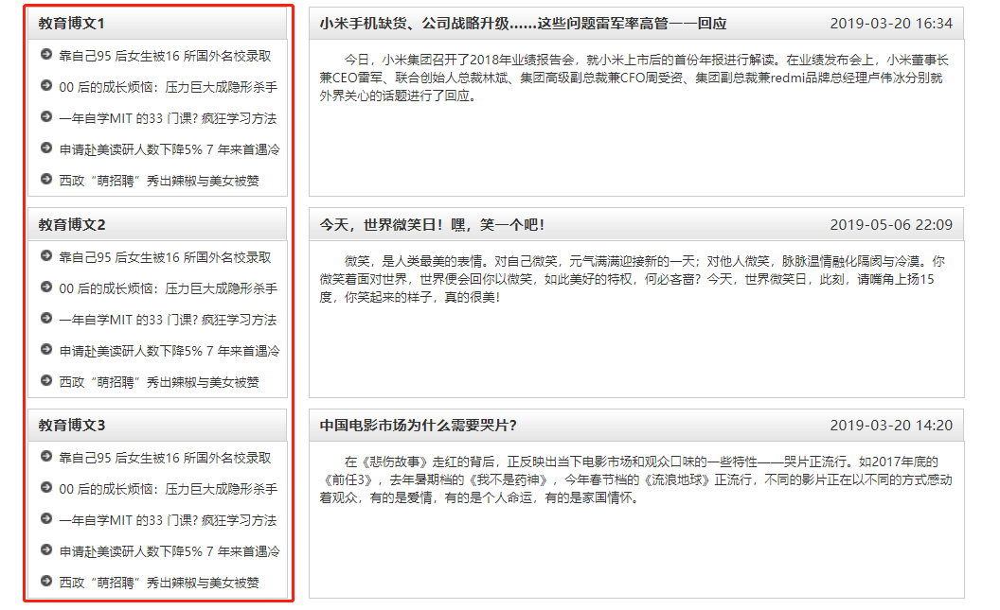 教育博文1
靠自己95 后女生被16 所国外名校录取
00 后的成长烦恼：压力巨大成隐形杀手
一年自学MIT 的33 门课？疯狂学习方法
申请赴美读研人数下降5% 7 年来首遇冷
西政“萌招聘”秀出辣椒与美女被赞
小米手机缺货、公司战略升级……这些问题雷军率高管一一回应 2019-03-20 16:34
今日，小米集团召开了2018年业绩报告会，就小米上市后的首份年报进行解读。在业绩发布会上，小米董事长
兼CEO雷军、联合创始人总裁林斌、集团高级副总裁兼CFO周受资、集团副总裁兼redmi品牌总经理卢伟冰分别就
外界关心的话题进行了回应。
教育博文2
靠自己95 后女生被16 所国外名校录取
00 后的成长烦恼：压力巨大成隐形杀手
一年自学MIT 的33 门课？疯狂学习方法
申请赴美读研人数下降5% 7 年来首遇冷
西政“萌招聘”秀出辣椒与美女被赞
今天，世界微笑日！嘿，笑一个吧！ 2019-05-06 22:09
微笑，是人类最美的表情。对自己微笑，元气满满迎接新的一天；对他人微笑，脉脉温情融化隔阂与冷漠。你
微笑着面对世界，世界便会回你以微笑，如此美好的特权，何必吝啬？今天，世界微笑日，此刻，请嘴角上扬15
度，你笑起来的样子，真的很美！
教育博文3
靠自己95 后女生被16 所国外名校录取
00 后的成长烦恼：压力巨大成隐形杀手
一年自学MIT 的33 门课？疯狂学习方法
申请赴美读研人数下降5% 7 年来首遇冷
西政“萌招聘”秀出辣椒与美女被赞
中国电影市场为什么需要哭片？ 2019-03-20 14:20
在《悲伤故事》走红的背后，正反映出当下电影市场和观众口味的一些特性——哭片正流行。如2017年底的
《前任3》，去年暑期档的《我不是药神》，今年春节档的《流浪地球》正流行，不同的影片正在以不同的方式感动
着观众，有的是爱情，有的是个人命运，有的是家国情怀。